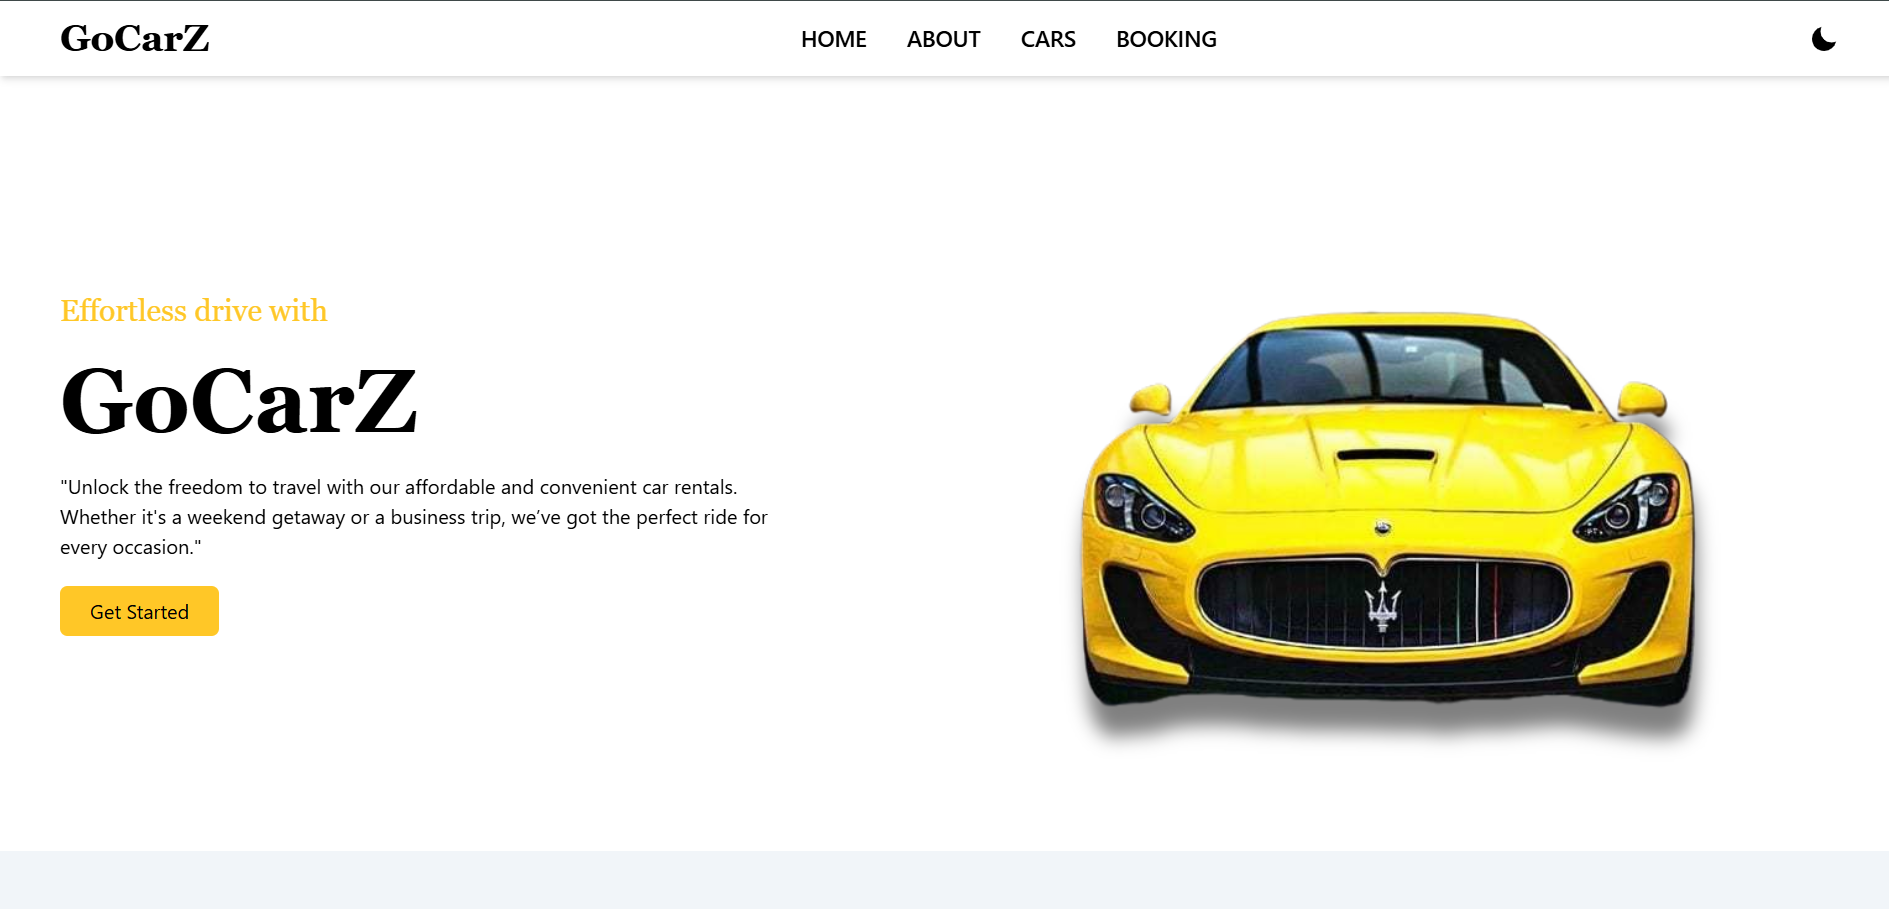 GoCarZ
HOME ABOUT CARS BOOKING
Effortless drive with
GoCarZ
"Unlock the freedom to travel with our affordable and convenient car rentals.
Whether it's a weekend getaway or a business trip, we’ve got the perfect ride for
every occasion."
Get Started